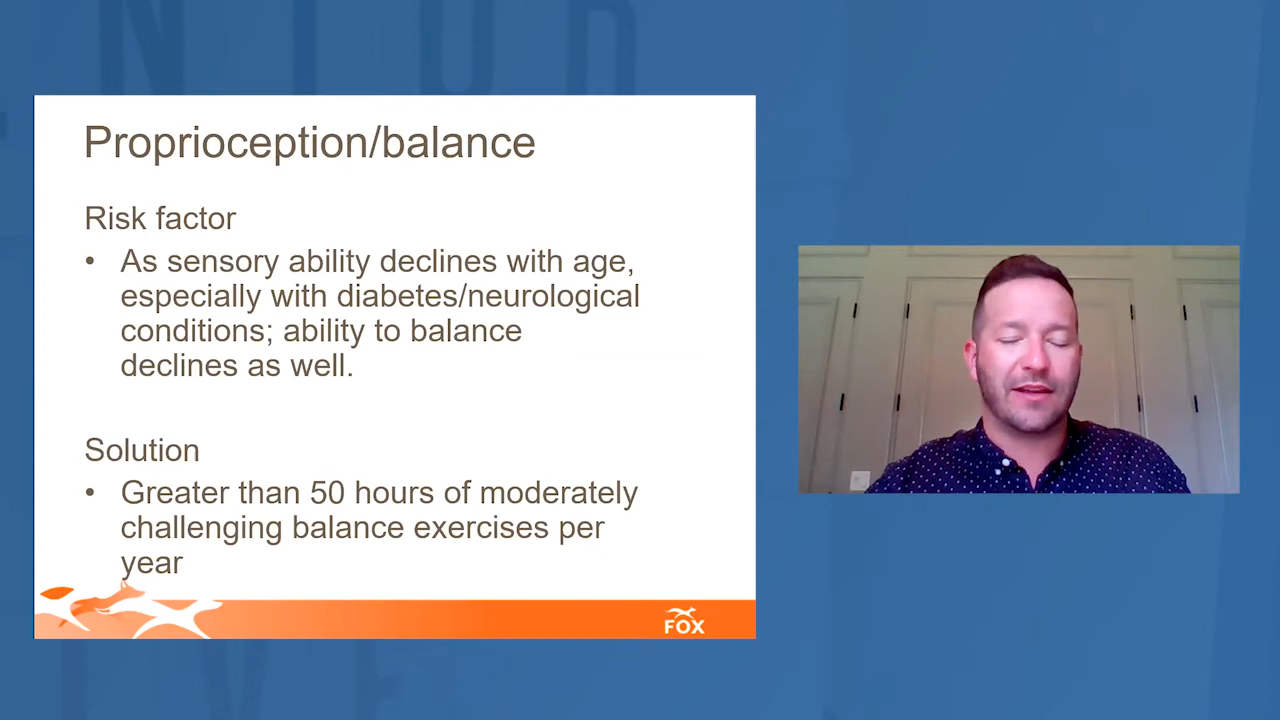 Proprioception/balance
Risk factor
• As sensory ability declines with age,
especially with diabetes/neurological
conditions; ability to balance
declines as well.
Solution
• Greater than 50 hours of moderately
challenging balance exercises per
year
FOX